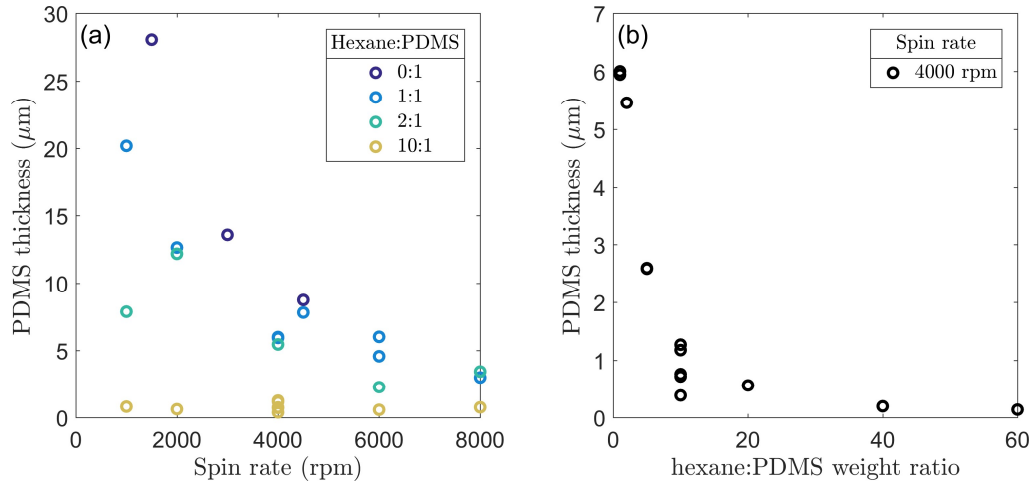 (a)
PDMS thickness (μm)
30
25
20
15
10
5
0
Hexane:PDMS
0:1
1:1
2:1
10:1
0 2000 4000 6000 8000
Spin rate (rpm)
(b)
PDMS thickness (μm)
7
6
5
4
3
2
1
0
Spin rate
4000 rpm
0 20 40 60
hexane:PDMS weight ratio